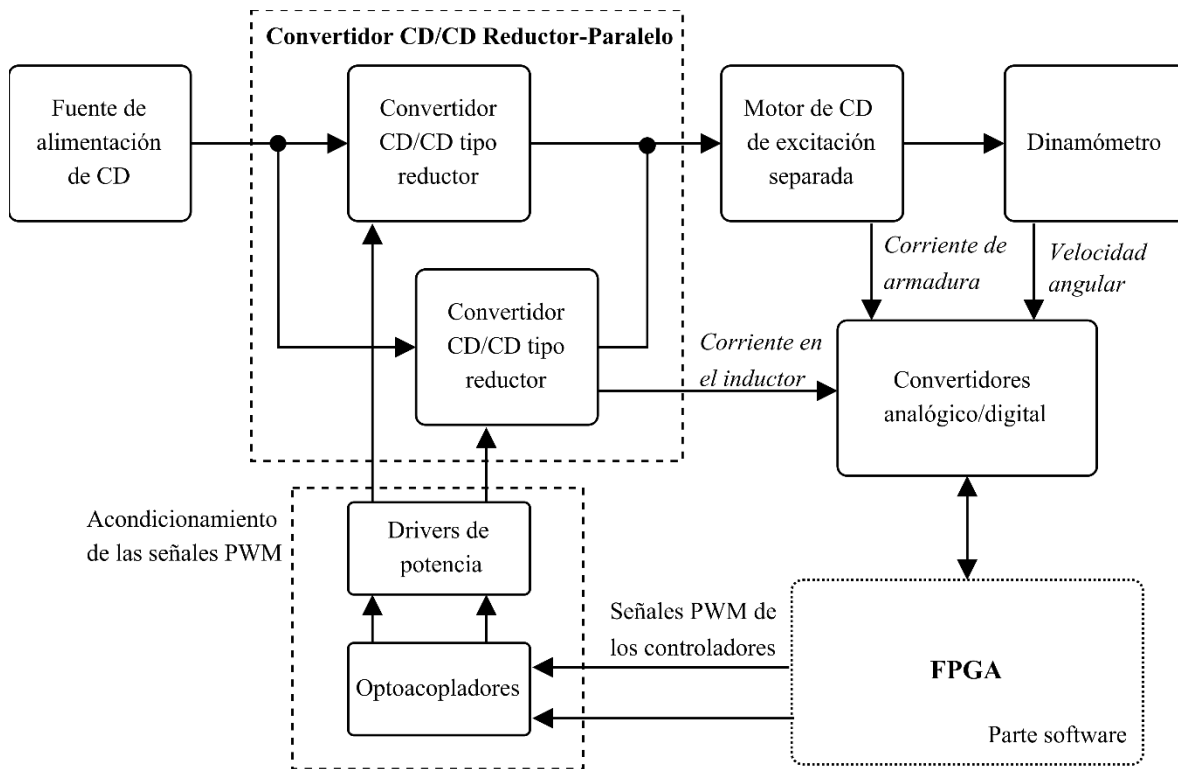 Convertidor CD/CD Reductor-Paralelo
Fuente de
alimentación
de CD
Convertidor
CD/CD tipo
reductor
Motor de CD
de excitación
separada
Dinamómetro
Corriente de
armadura
Velocidad
angular
Convertidor
CD/CD tipo
reductor
Corriente en
el inductor
Convertidores
analógico/digital
Acondicionamiento
de las señales PWM
Drivers de
potencia
Señales PWM de
los controladores
Optoacopladores
FPGA
Parte software